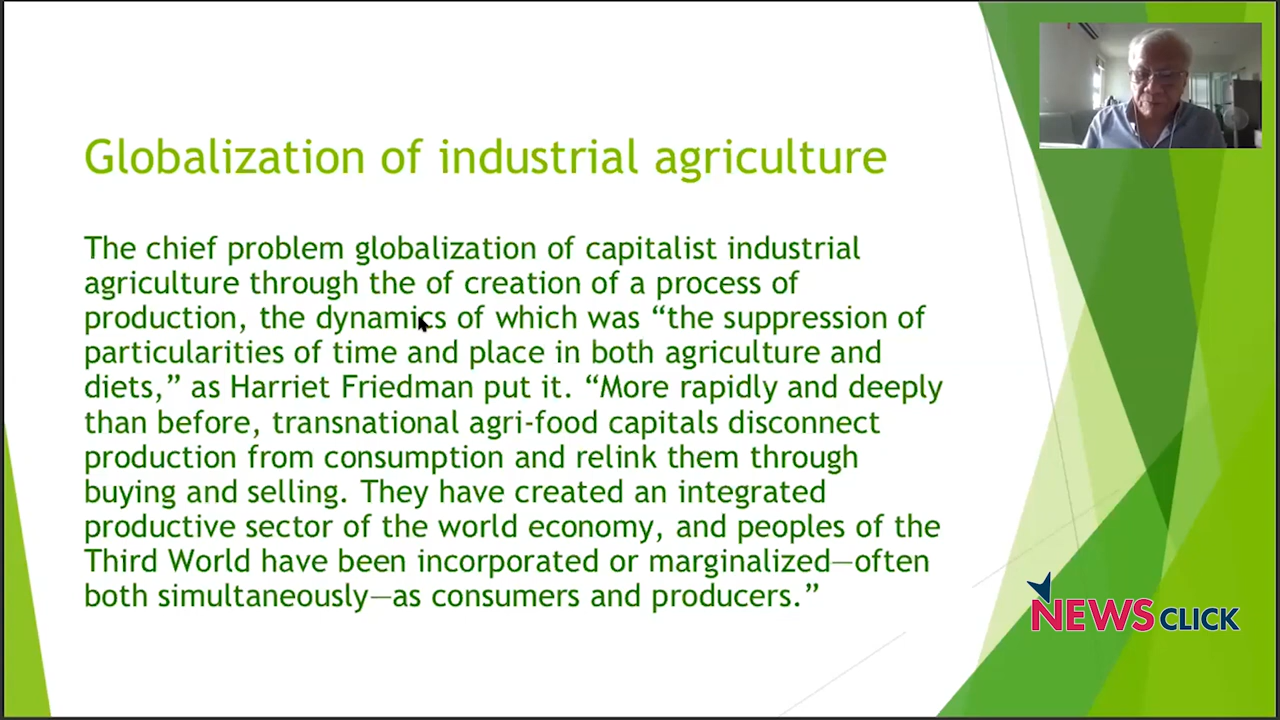 Globalization of industrial agriculture
The chief problem globalization of capitalist industrial
agriculture through the of creation of a process of
production, the dynamics of which was “the suppression of
particularities of time and place in both agriculture and
diets,” as Harriet Friedman put it. “More rapidly and deeply
than before, transnational agri-food capitals disconnect
production from consumption and relink them through
buying and selling. They have created an integrated
productive sector of the world economy, and peoples of the
Third World have been incorporated or marginalized—often
both simultaneously—as consumers and producers.”
NEWSCLICK